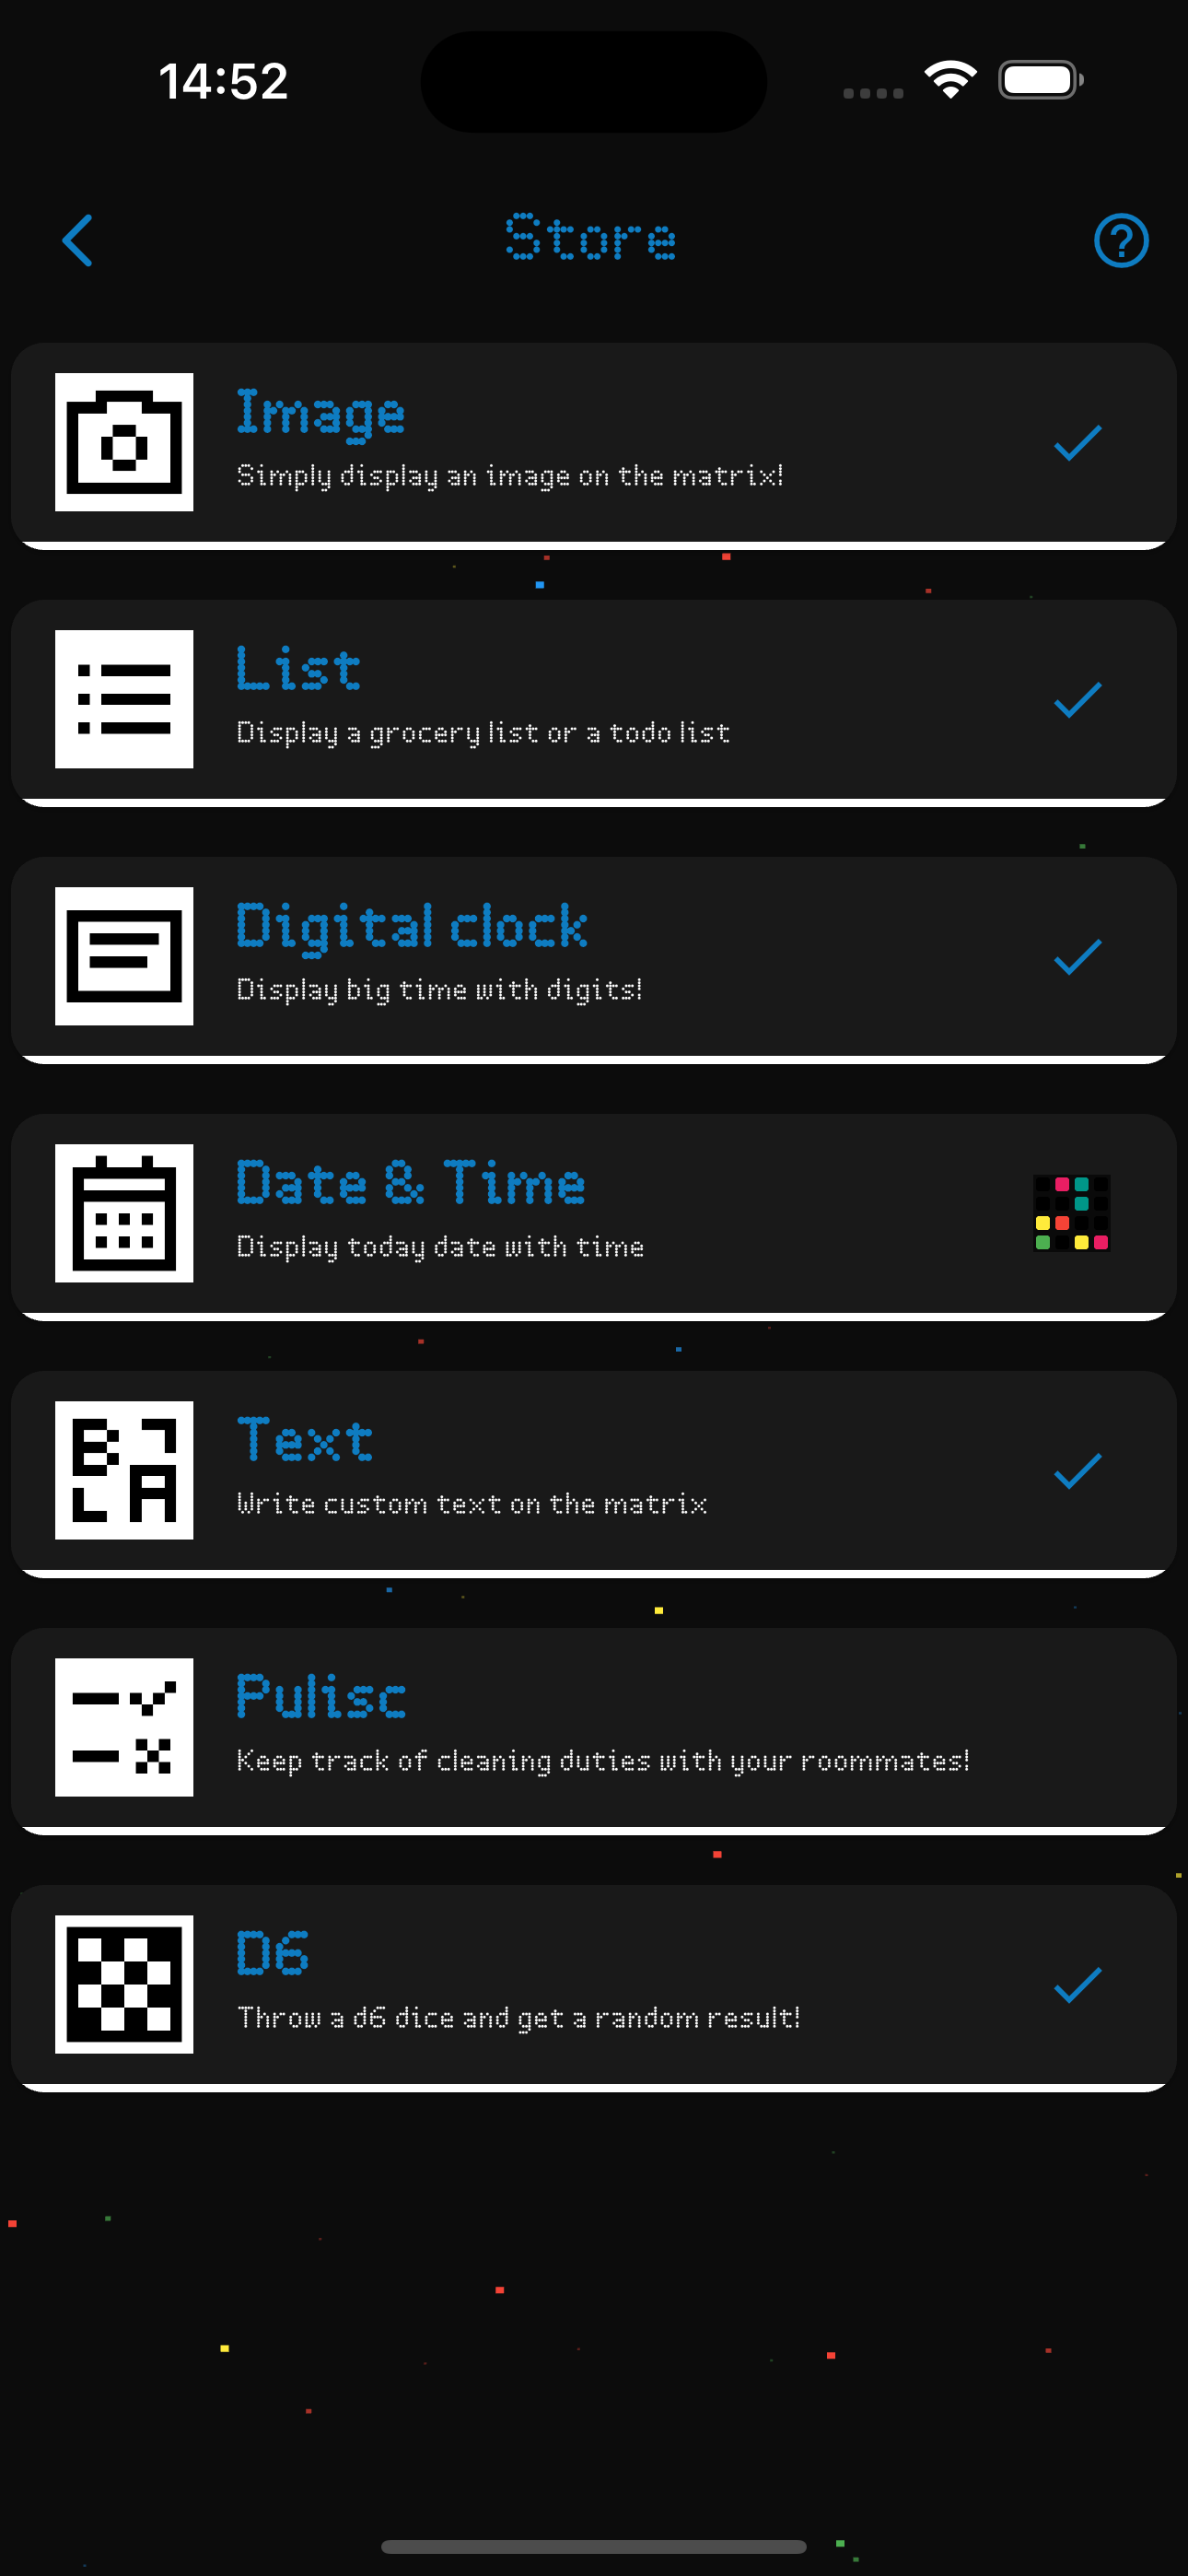 14:52
Store
Image
Simply display an image on the matrix!
List
Display a grocery list or a todo list
Digital clock
Display big time with digits!
Date & Time
Display today date with time
Text
Write custom text on the matrix
Pulisc
Keep track of cleaning duties with your roommates!
D6
Throw a d6 dice and get a random result!